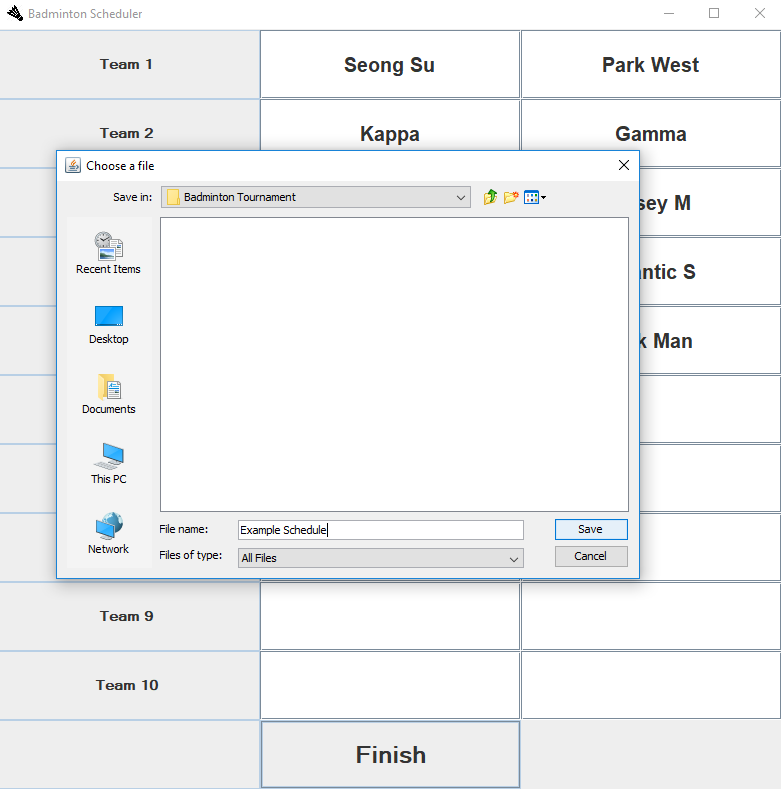 Badminton Scheduler
Team 1 Seong Su Park West
Team 2 Kappa Gamma
Choose a file
Save in: Badminton Tournament
sey M
ntic S
k Man
Recent Items
Desktop
Documents
This PC
Network
File name: Example Schedule Save
Files of type: All Files Cancel
Team 9
Team 10
Finish